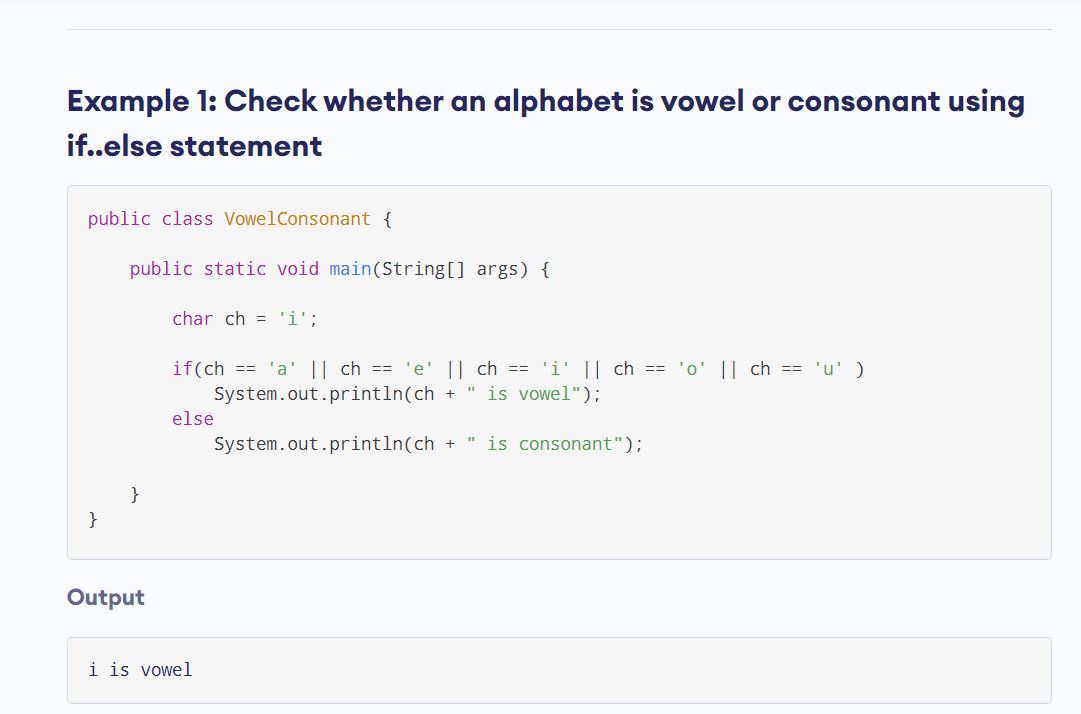 Example 1: Check whether an alphabet is vowel or consonant using
if..else statement
public class VowelConsonant {
    public static void main(String[] args) {
        char ch = 'i';
        if(ch == 'a' || ch == 'e' || ch == 'i' || ch == 'o' || ch == 'u' )
            System.out.println(ch + " is vowel");
        else
            System.out.println(ch + " is consonant");
    }
}
Output
i is vowel